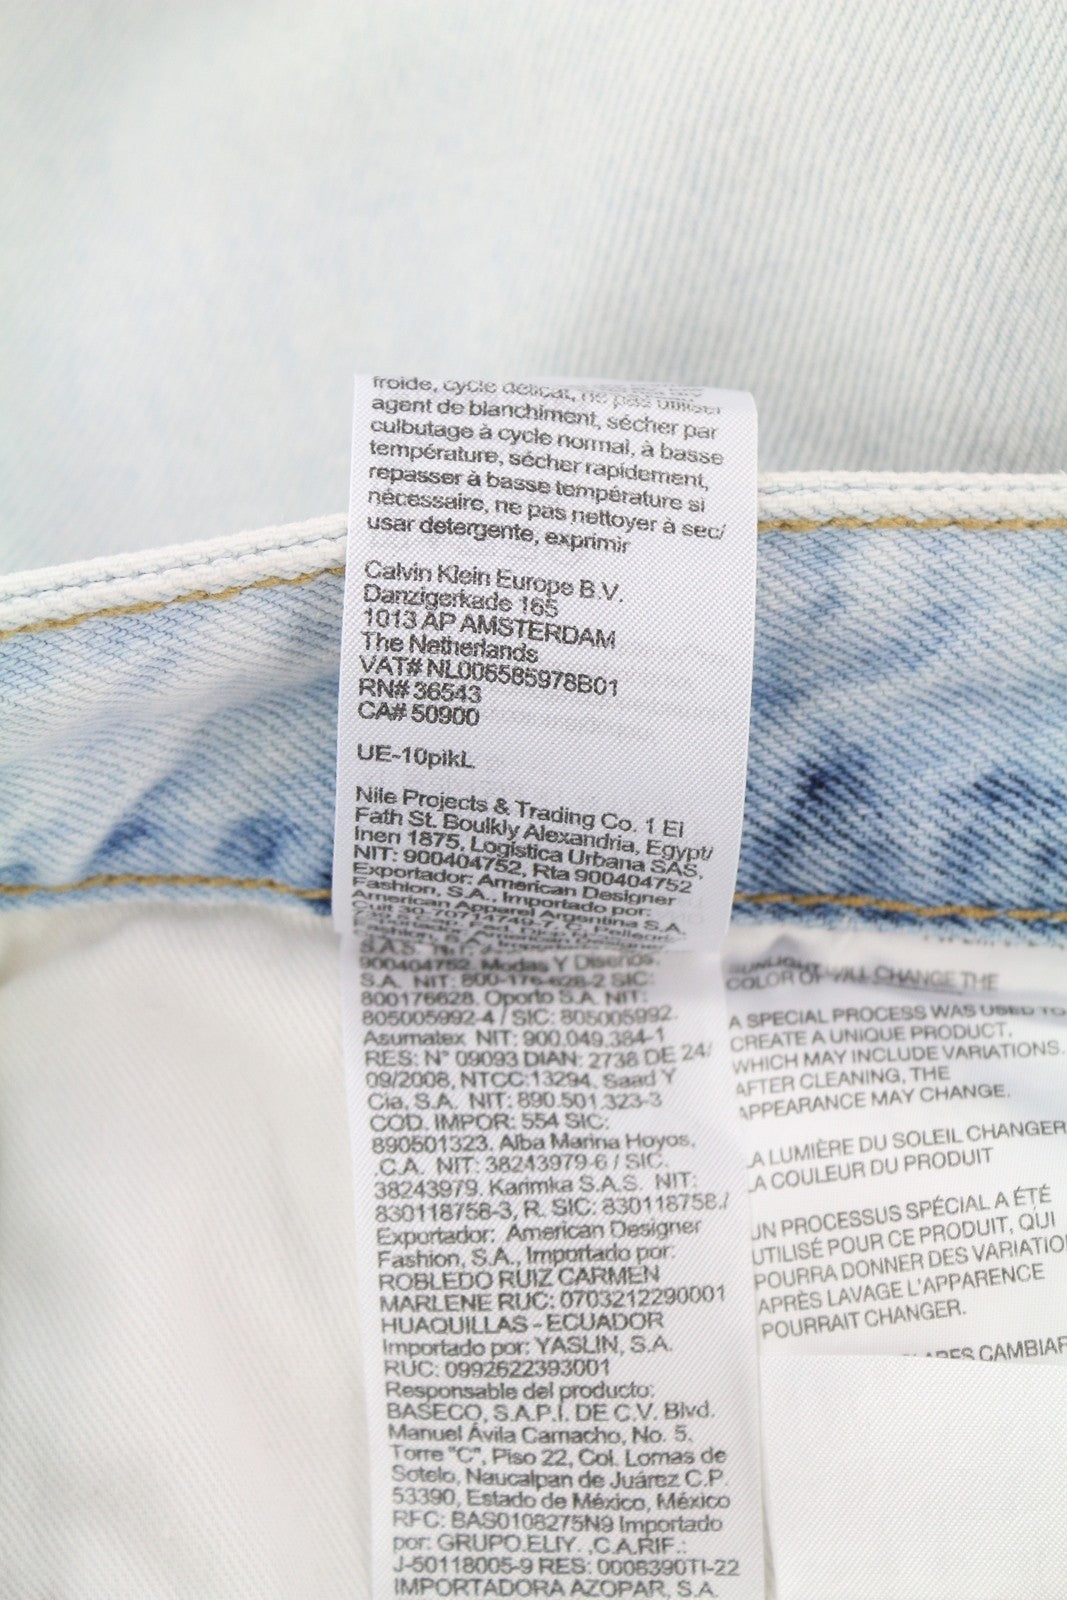 froide, cycle délicat, ne pas utiliser
agent de blanchiment, sécher par
culbutage à cycle normal, à basse
température, sécher rapidement,
repasser à basse température si
nécessaire, ne pas nettoyer à sec/
usar detergente, exprimir
Calvin Klein Europe B.V.
Danzigerkade 165
1013 AP AMSTERDAM
The Netherlands
VAT# NL006585978B01
RN# 36543
CA# 50900
UE-10pikL
Nile Projects & Trading Co. 1 El
Fath St. Boulkly Alexandria, Egypt/
Inen 1875, Logistica Urbana SAS,
NIT: 900404752, Rta 900404752
Exportador: American Designer
Fashion, S.A., Importado por:
American Apparel Argentina S.A.
Cuit 30-70714749-7, C. Pellegrini
S.A.S. NIT:
900404752. Modas Y Diseños.
S.A. NIT: 800-176-628-2 SIC:
800176628. Oporto S.A. NIT:
805005992-4 / SIC: 805005992.
Asumatex NIT: 900.049.384-1
RES: N° 09093 DIAN: 2738 DE 24/
09/2008, NTCC:13294. Saad Y
Cia, S.A. NIT: 890.501.323-3
COD. IMPOR: 554 SIC:
890501323. Alba Marina Hoyos.
.C.A. NIT: 38243979-6 / SIC.
38243979. Karimka S.A.S. NIT:
830118758-3, R. SIC: 830118758./
Exportador: American Designer
Fashion, S.A., Importado por:
ROBLEDO RUIZ CARMEN
MARLENE RUC: 0703212290001
HUAQUILLAS - ECUADOR
Importado por: YASLIN, S.A.
RUC: 0992622393001
Responsable del producto:
BASECO, S.A.P.I. DE C.V. Blvd.
Manuel Ávila Camacho, No. 5,
Torre "C", Piso 22, Col. Lomas de
Sotelo, Naucalpan de Juárez C.P.
53390, Estado de México, México
RFC: BAS0108275N9 Importado
por: GRUPO.ELIY. ,C.A.RIF.:
J-50118005-9 RES: 0008390TI-22
IMPORTADORA AZOPAR, S.A.
SUNLIGHT WILL CHANGE THE
COLOR OF
A SPECIAL PROCESS WAS USED TO
CREATE A UNIQUE PRODUCT,
WHICH MAY INCLUDE VARIATIONS.
AFTER CLEANING, THE
APPEARANCE MAY CHANGE.
LA LUMIÈRE DU SOLEIL CHANGER
LA COULEUR DU PRODUIT
UN PROCESSUS SPÉCIAL A ÉTÉ
UTILISÉ POUR CE PRODUIT, QUI
POURRA DONNER DES VARIATIO
APRÈS LAVAGE L'APPARENCE
POURRAIT CHANGER.
CAMBIAR